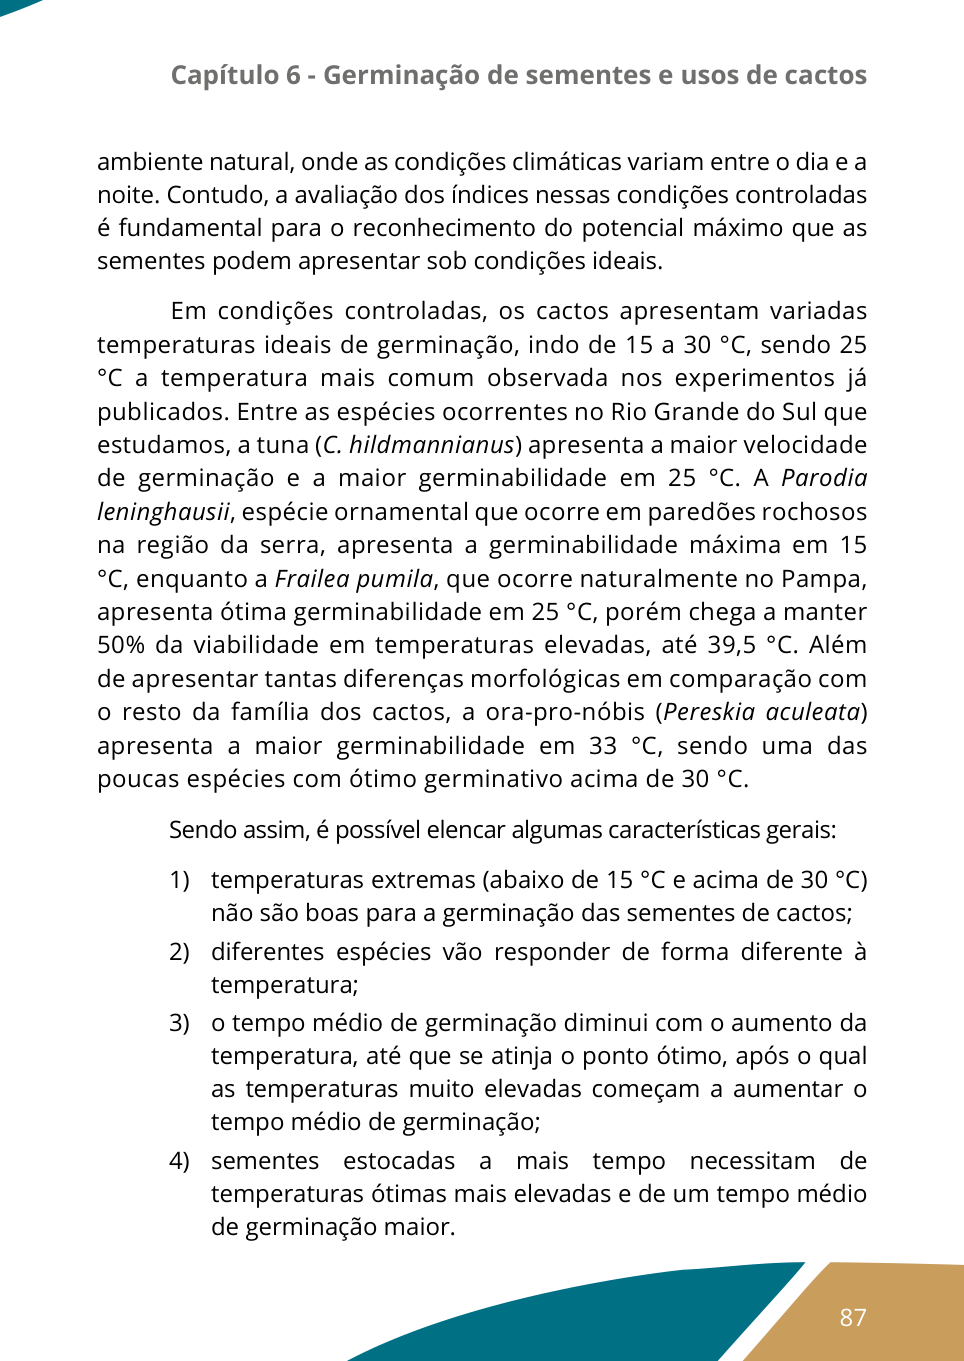 Capítulo 6 - Germinação de sementes e usos de cactos
ambiente natural, onde as condições climáticas variam entre o dia e a
noite. Contudo, a avaliação dos índices nessas condições controladas
é fundamental para o reconhecimento do potencial máximo que as
sementes podem apresentar sob condições ideais.
Em condições controladas, os cactos apresentam variadas
temperaturas ideais de germinação, indo de 15 a 30 °C, sendo 25
°C a temperatura mais comum observada nos experimentos já
publicados. Entre as espécies ocorrentes no Rio Grande do Sul que
estudamos, a tuna (C. hildmannianus) apresenta a maior velocidade
de germinação e a maior germinabilidade em 25 °C. A Parodia
leninghausii, espécie ornamental que ocorre em paredões rochosos
na região da serra, apresenta a germinabilidade máxima em 15
°C, enquanto a Frailea pumila, que ocorre naturalmente no Pampa,
apresenta ótima germinabilidade em 25 °C, porém chega a manter
50% da viabilidade em temperaturas elevadas, até 39,5 °C. Além
de apresentar tantas diferenças morfológicas em comparação com
o resto da família dos cactos, a ora-pro-nóbis (Pereskia aculeata)
apresenta a maior germinabilidade em 33 °C, sendo uma das
poucas espécies com ótimo germinativo acima de 30 °C.
Sendo assim, é possível elencar algumas características gerais:
1) temperaturas extremas (abaixo de 15 °C e acima de 30 °C)
não são boas para a germinação das sementes de cactos;
2) diferentes espécies vão responder de forma diferente à
temperatura;
3) o tempo médio de germinação diminui com o aumento da
temperatura, até que se atinja o ponto ótimo, após o qual
as temperaturas muito elevadas começam a aumentar o
tempo médio de germinação;
4) sementes estocadas a mais tempo necessitam de
temperaturas ótimas mais elevadas e de um tempo médio
de germinação maior.
87